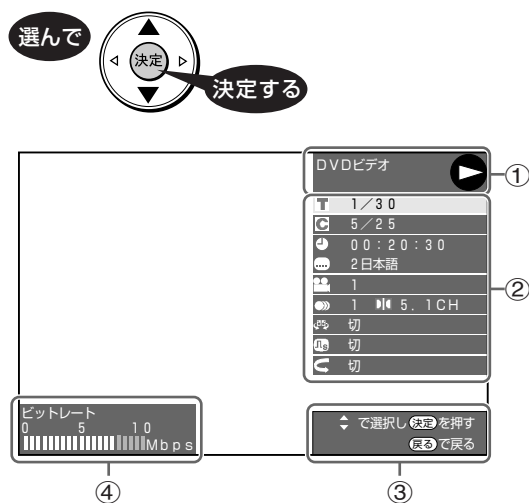 選んで
決定
決定する
DVDビデオ
①
T 1／30
C 5／25
00：20：30
2日本語
1
②
1 5．1CH
切
切
切
ビットレート
0 5 10
Mbps
で選択し 決定 を押す
戻る で戻る
④
③